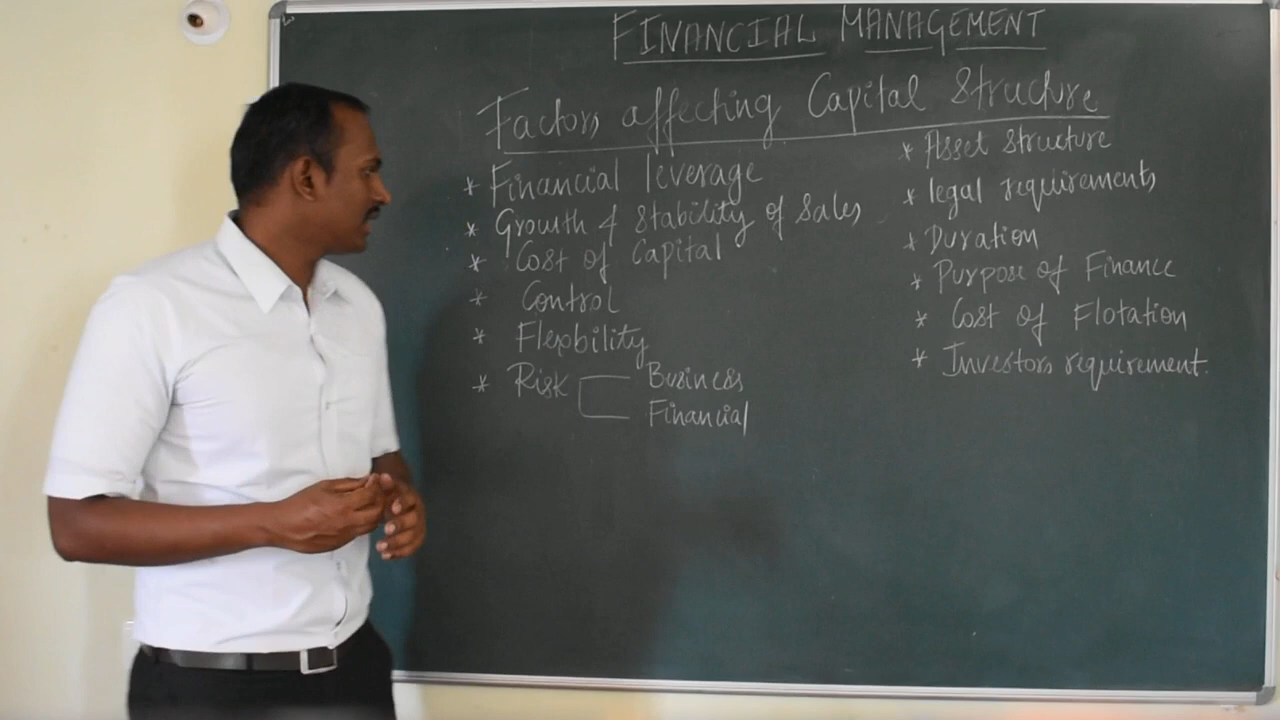 FINANCIAL MANAGEMENT
Factors affecting Capital Structure
* Financial leverage
* Growth & Stability of Sales
* Cost of Capital
* Control
* Flexibility
* Risk
Business
Financial
* Asset structure
* legal requirements
* Duration
* Purpose of Finance
* Cost of Flotation
* Investors requirement.